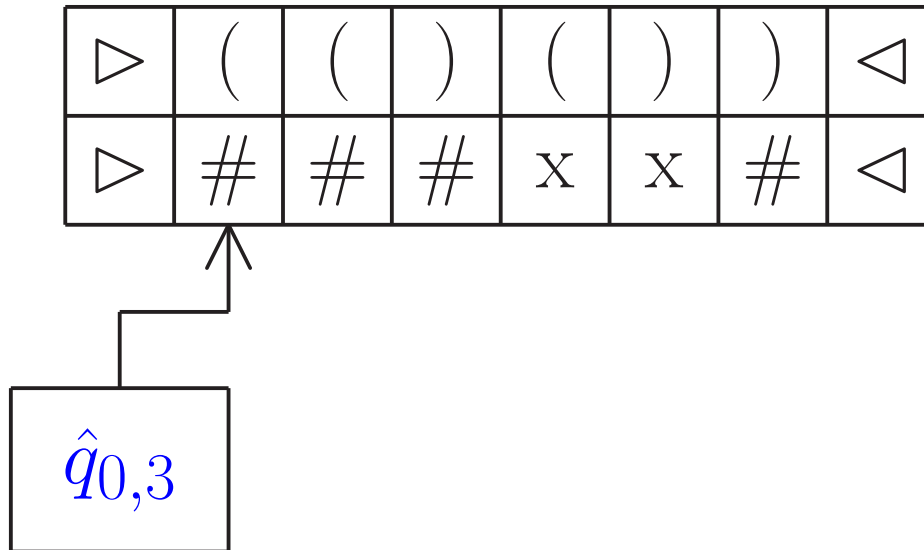 ▷ ( ( ) ( ) ) ◁
▷ # # # x x # ◁
q̂0,3